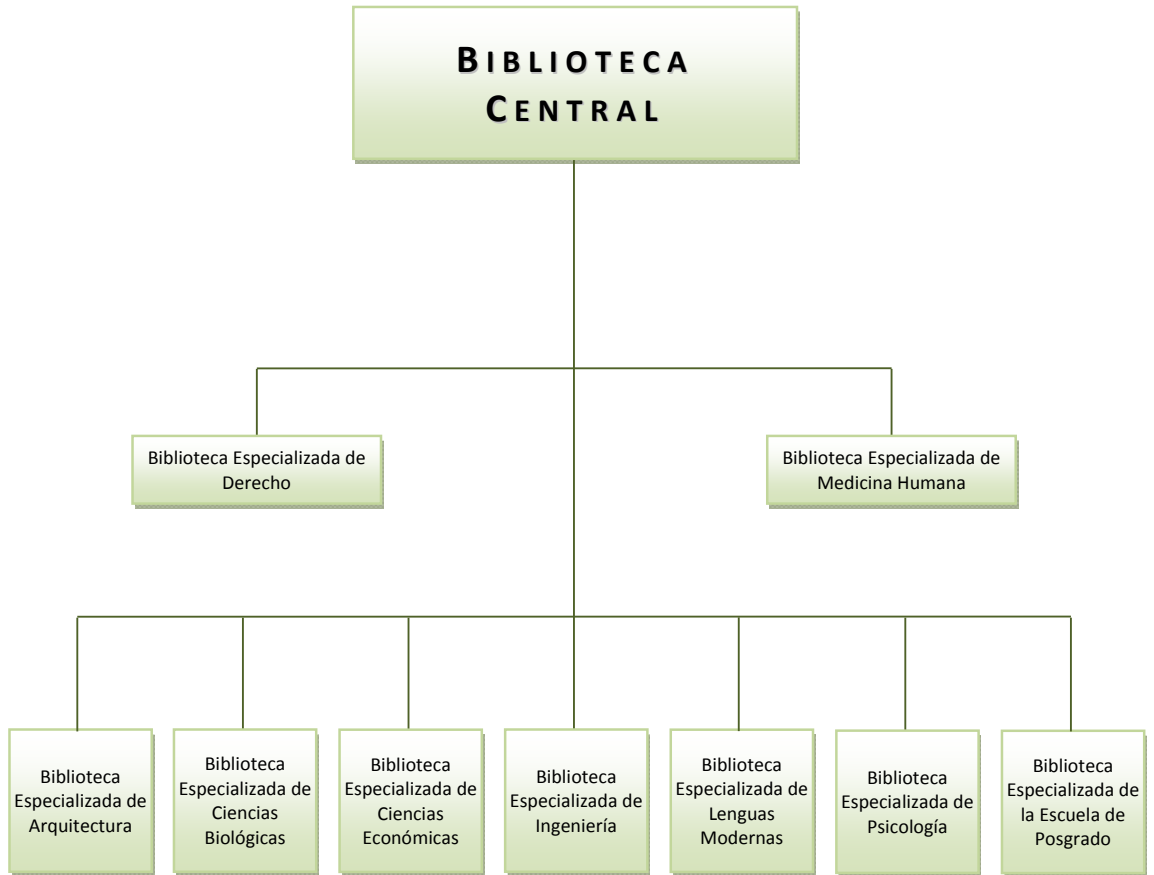 BIBLIOTECA
CENTRAL
Biblioteca Especializada de
Derecho
Biblioteca Especializada de
Medicina Humana
Biblioteca
Especializada de
Arquitectura
Biblioteca
Especializada de
Ciencias
Biológicas
Biblioteca
Especializada de
Ciencias
Económicas
Biblioteca
Especializada de
Ingeniería
Biblioteca
Especializada de
Lenguas
Modernas
Biblioteca
Especializada de
Psicología
Biblioteca
Especializada de
la Escuela de
Posgrado